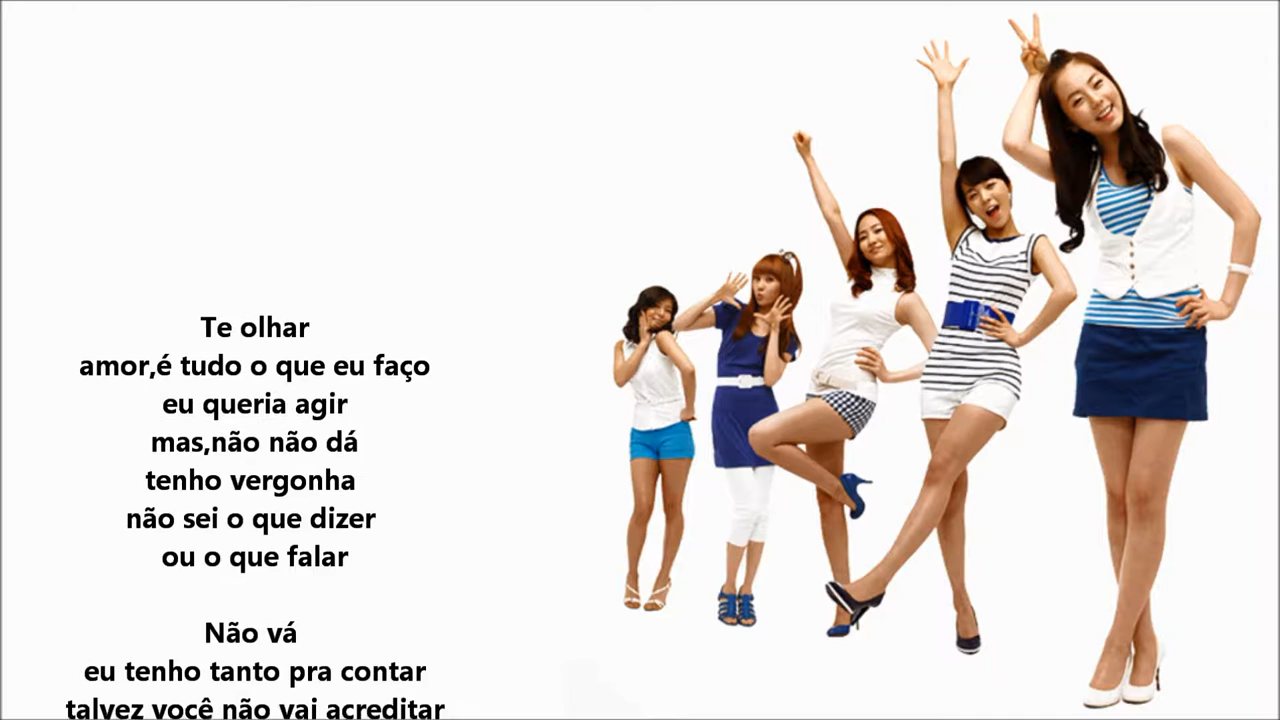 Te olhar
amor,é tudo o que eu faço
eu queria agir
mas,não não dá
tenho vergonha
não sei o que dizer
ou o que falar
Não vá
eu tenho tanto pra contar
talvez você não vai acreditar